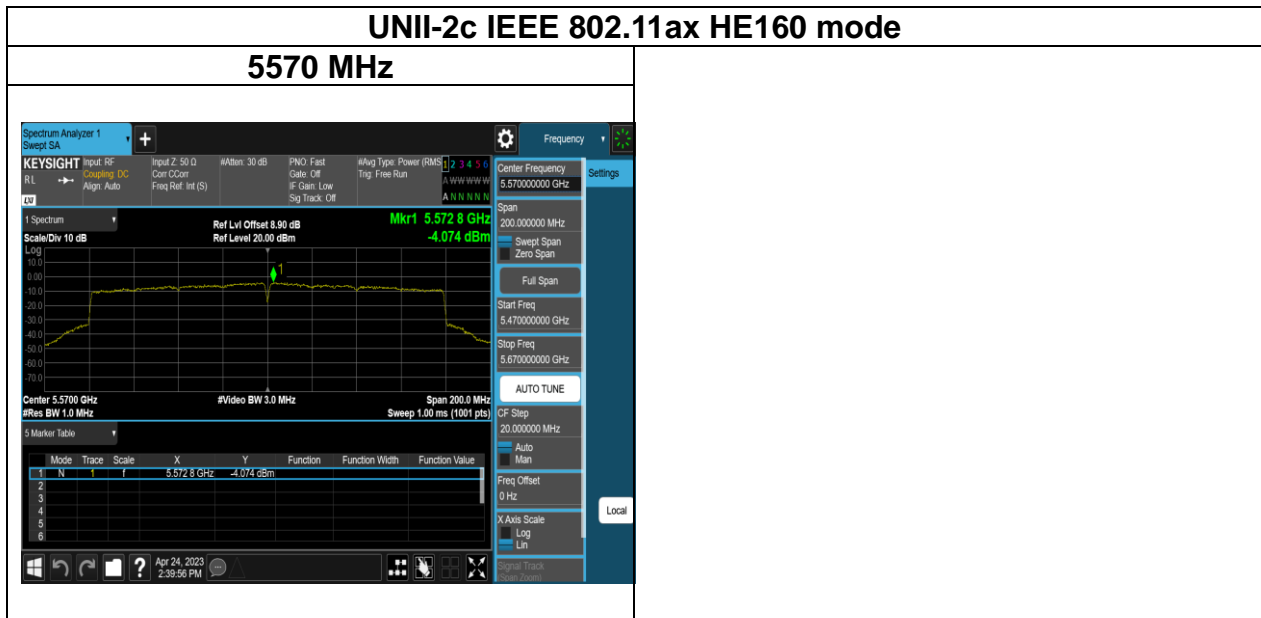 UNII-2c IEEE 802.11ax HE160 mode
5570 MHz
Spectrum Analyzer 1
Swept SA
+
Frequency
KEYSIGHT
RL
LXI
Input: RF
Coupling: DC
Align: Auto
Input Z: 50 Ω
Corr CCorr
Freq Ref: Int (S)
#Atten: 30 dB
PNO: Fast
Gate: Off
IF Gain: Low
Sig Track: Off
#Avg Type: Power (RMS
Trig: Free Run
1 2 3 4 5 6
A W W W W W
A N N N N N
1 Spectrum
Scale/Div 10 dB
Ref Lvl Offset 8.90 dB
Ref Level 20.00 dBm
Mkr1 5.572 8 GHz
-4.074 dBm
Log
10.0
0.00
-10.0
-20.0
-30.0
-40.0
-50.0
-60.0
-70.0
1
Center 5.5700 GHz
#Video BW 3.0 MHz
Span 200.0 MHz
#Res BW 1.0 MHz
Sweep 1.00 ms (1001 pts)
5 Marker Table
Mode Trace Scale X Y Function Function Width Function Value
1 N 1 f 5.572 8 GHz -4.074 dBm
2
3
4
5
6
Apr 24, 2023
2:39:56 PM
?
Center Frequency
5.570000000 GHz
Settings
Span
200.000000 MHz
Swept Span
Zero Span
Full Span
Start Freq
5.470000000 GHz
Stop Freq
5.670000000 GHz
AUTO TUNE
CF Step
20.000000 MHz
Auto
Man
Freq Offset
0 Hz
X Axis Scale
Log
Lin
Signal Track
(Span Zoom)
Local